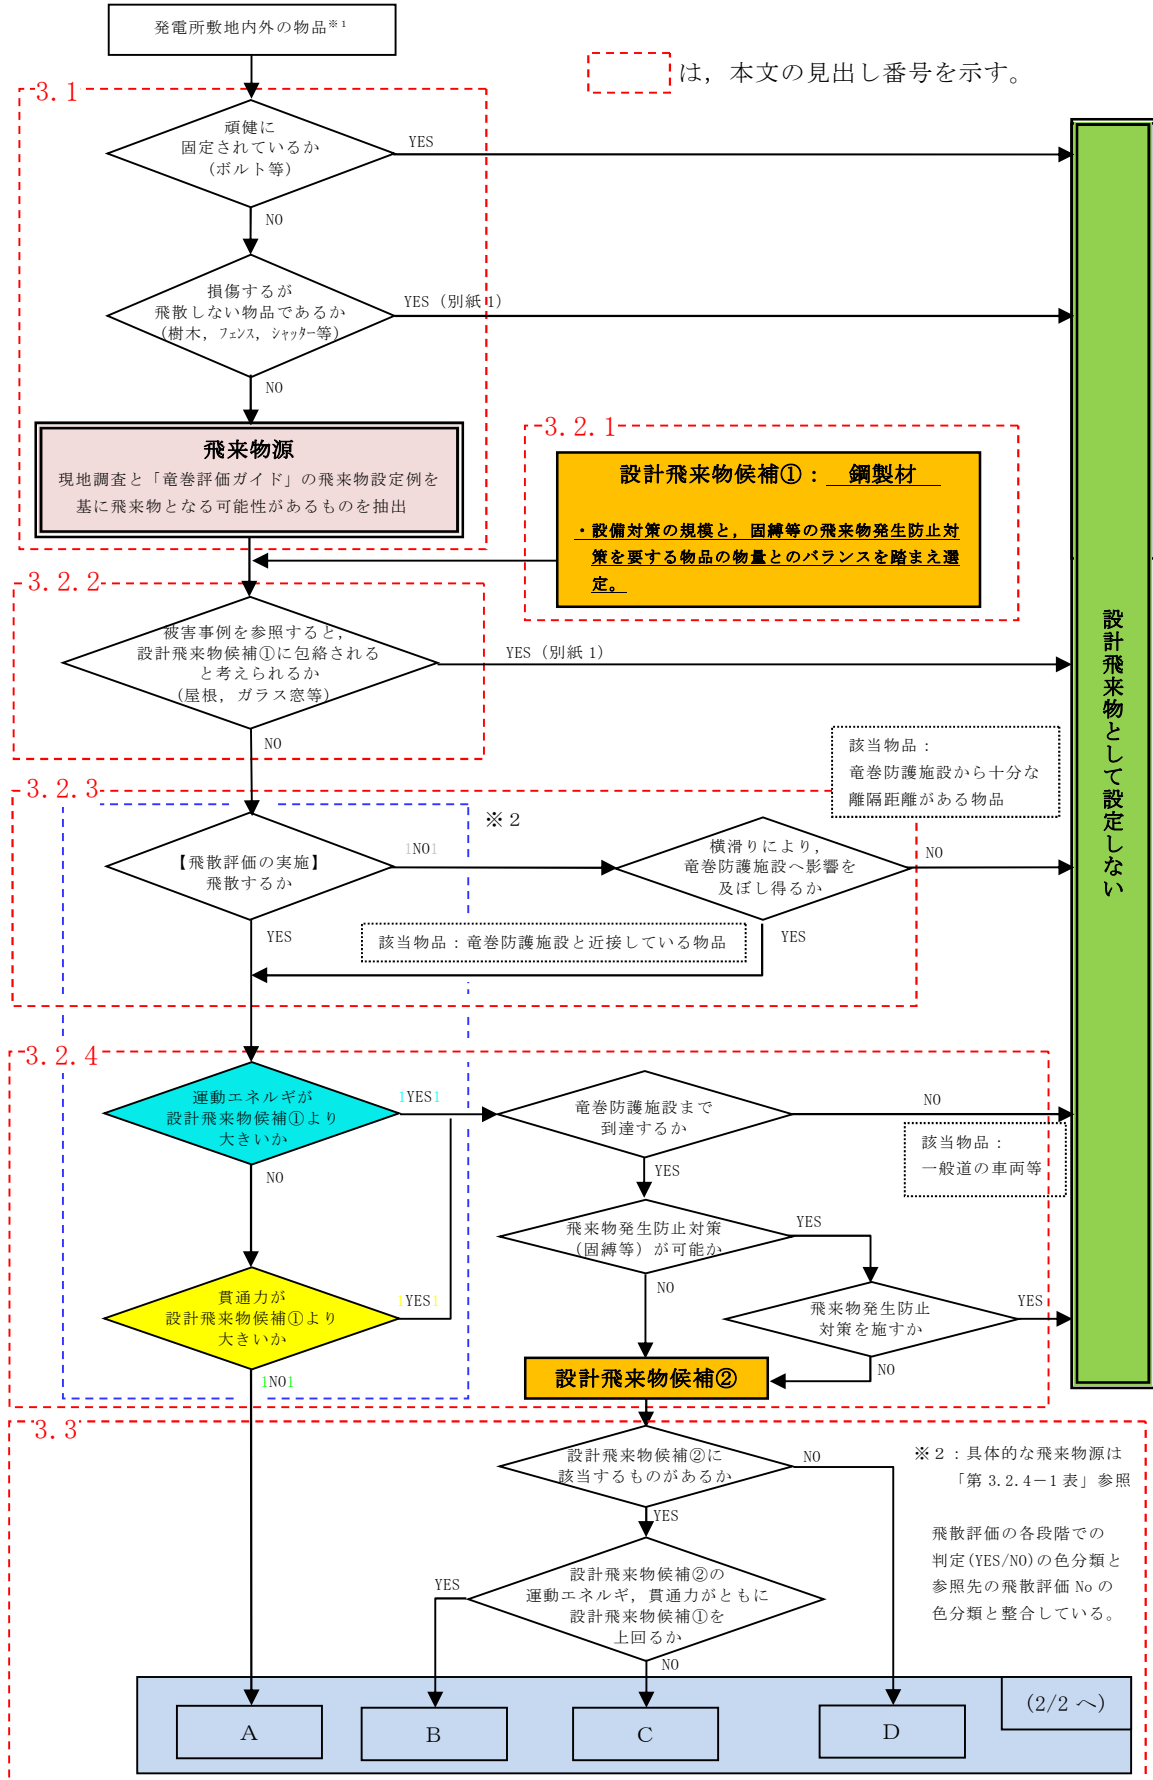 発電所敷地内外の物品※1
は，本文の見出し番号を示す。
3.1
頑健に
固定されているか
(ボルト等)
YES
NO
損傷するが
飛散しない物品であるか
(樹木，フェンス，シャッター等)
YES（別紙1）
NO
飛来物源
現地調査と「竜巻評価ガイド」の飛来物設定例を
基に飛来物となる可能性があるものを抽出
3.2.1
設計飛来物候補①：　鋼製材
・設備対策の規模と，固縛等の飛来物発生防止対
策を要する物品の物量とのバランスを踏まえ選
定。
3.2.2
被害事例を参照すると，
設計飛来物候補①に包絡される
と考えられるか
(屋根，ガラス窓等)
YES（別紙1）
NO
設計飛来物として設定しない
該当物品：
竜巻防護施設から十分な
離隔距離がある物品
3.2.3
※2
【飛散評価の実施】
飛散するか
1NO1
横滑りにより，
竜巻防護施設へ影響を
及ぼし得るか
NO
YES
該当物品：竜巻防護施設と近接している物品
YES
3.2.4
運動エネルギが
設計飛来物候補①より
大きいか
1YES1
竜巻防護施設まで
到達するか
NO
該当物品：
一般道の車両等
NO
YES
飛来物発生防止対策
（固縛等）が可能か
YES
貫通力が
設計飛来物候補①より
大きいか
1YES1
NO
飛来物発生防止
対策を施すか
YES
1NO1
設計飛来物候補②
NO
3.3
設計飛来物候補②に
該当するものがあるか
NO
※2：具体的な飛来物源は
「第3.2.4－1表」参照
YES
飛散評価の各段階での
判定(YES/NO)の色分類と
参照先の飛散評価Noの
色分類と整合している。
設計飛来物候補②の
運動エネルギ，貫通力がともに
設計飛来物候補①を
上回るか
YES
NO
(2/2へ)
A
B
C
D